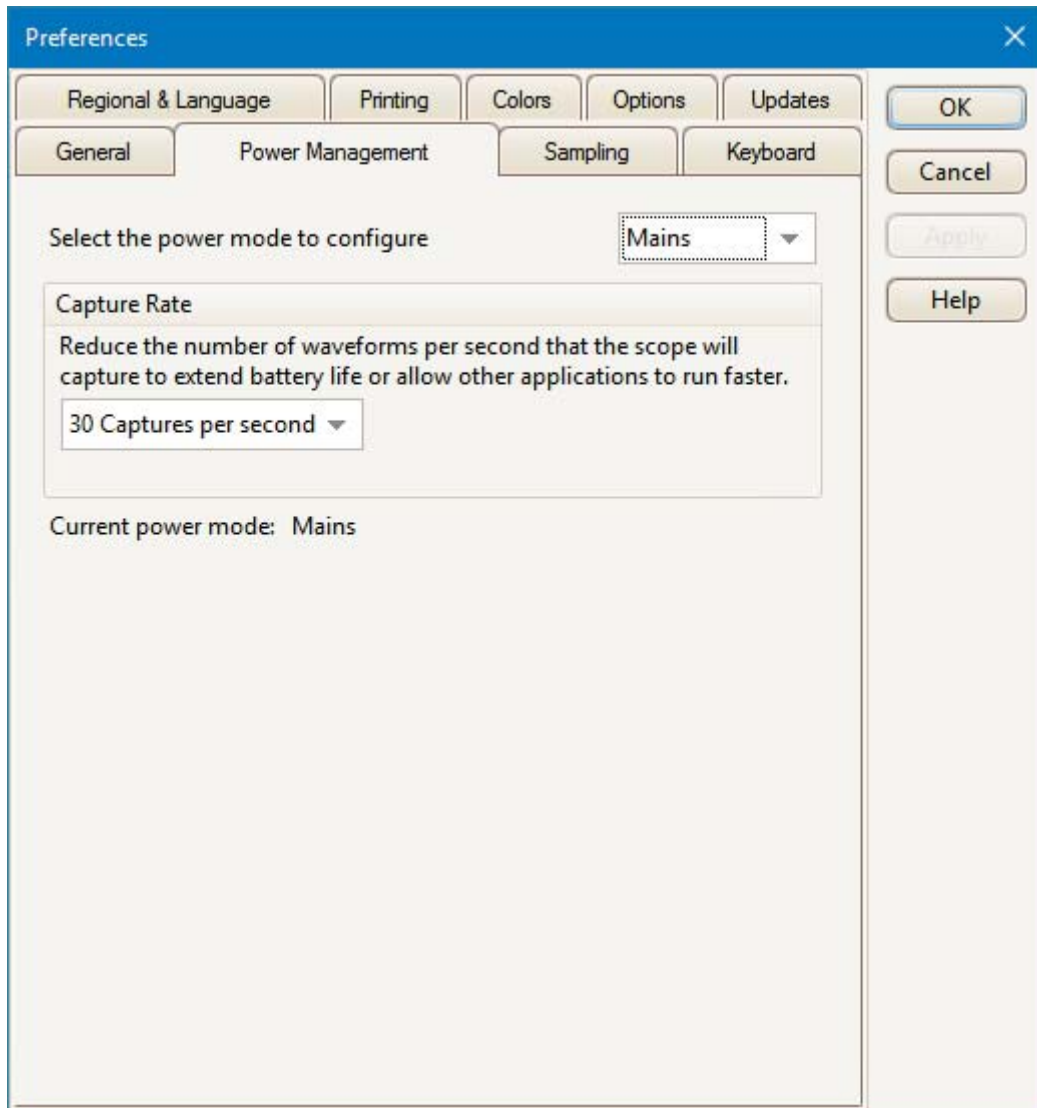 Preferences
Regional & Language
Printing
Colors
Options
Updates
General
Power Management
Sampling
Keyboard
OK
Cancel
Apply
Help
Select the power mode to configure
Mains
Capture Rate
Reduce the number of waveforms per second that the scope will
capture to extend battery life or allow other applications to run faster.
30 Captures per second
Current power mode: Mains